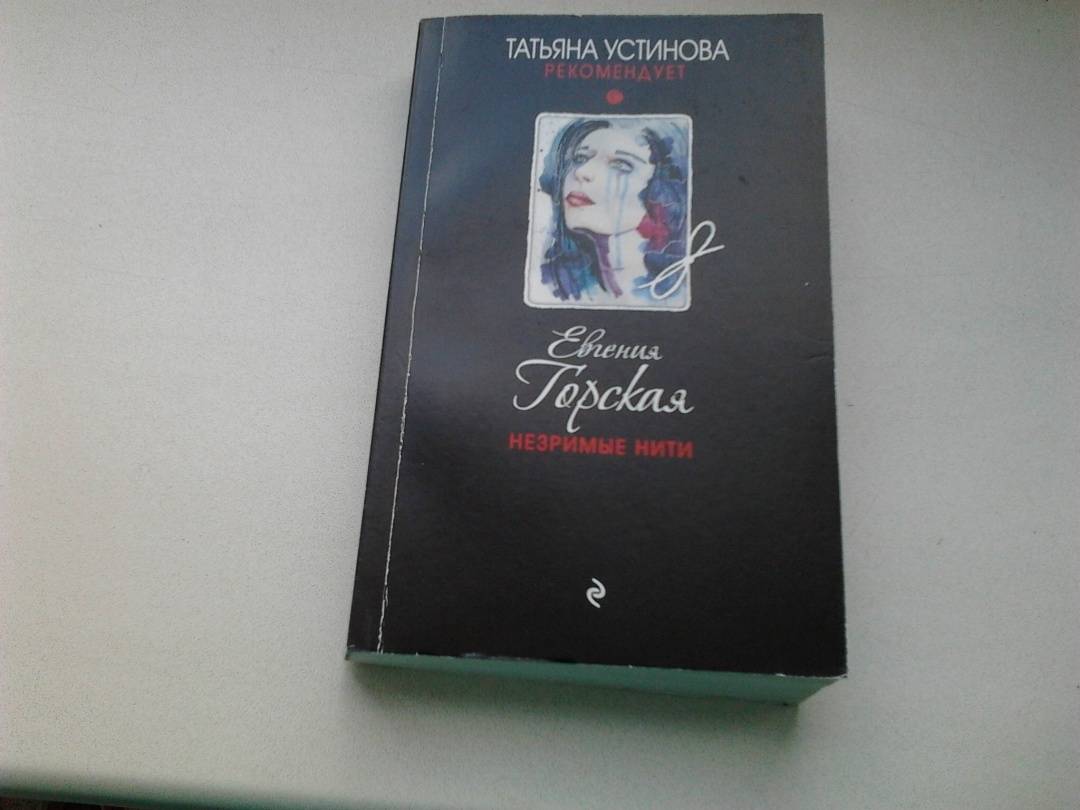 ТАТЬЯНА УСТИНОВА
РЕКОМЕНДУЕТ
Евгения
Горская
НЕЗРИМЫЕ НИТИ